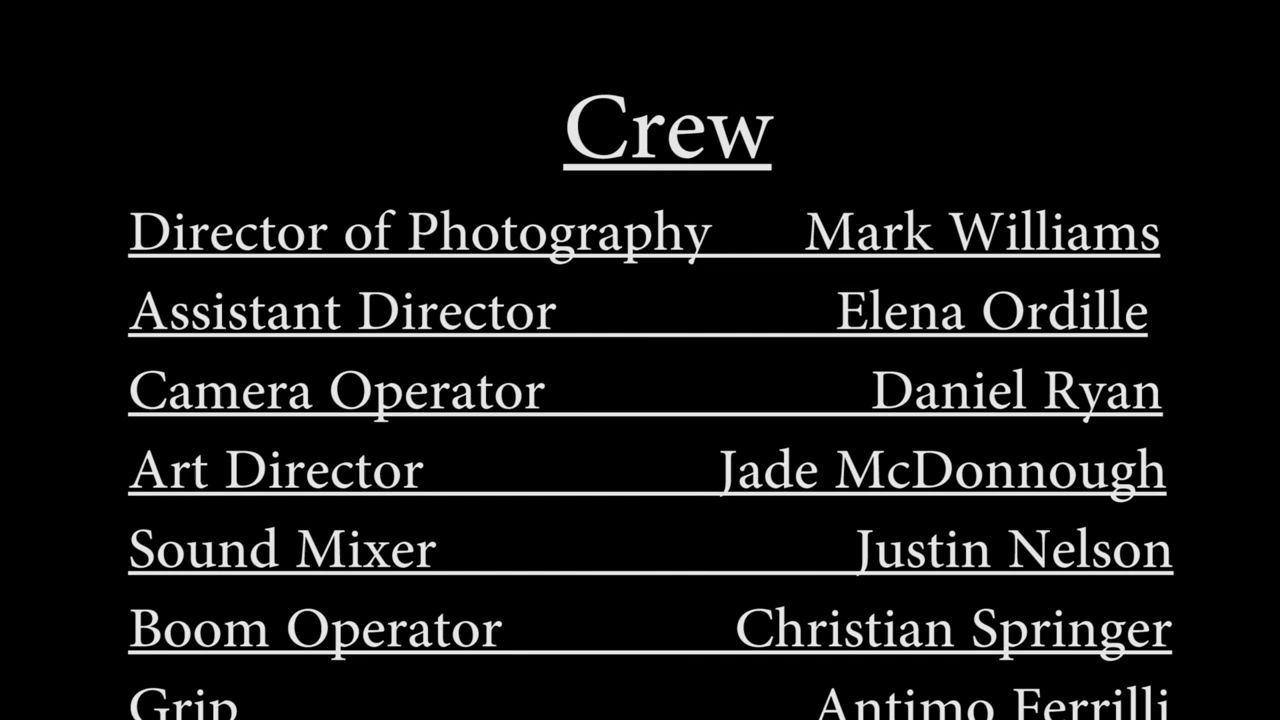 Crew
Director of Photography Mark Williams
Assistant Director Elena Ordille
Camera Operator Daniel Ryan
Art Director Jade McDonnough
Sound Mixer Justin Nelson
Boom Operator Christian Springer
Grip Antimo Ferrilli